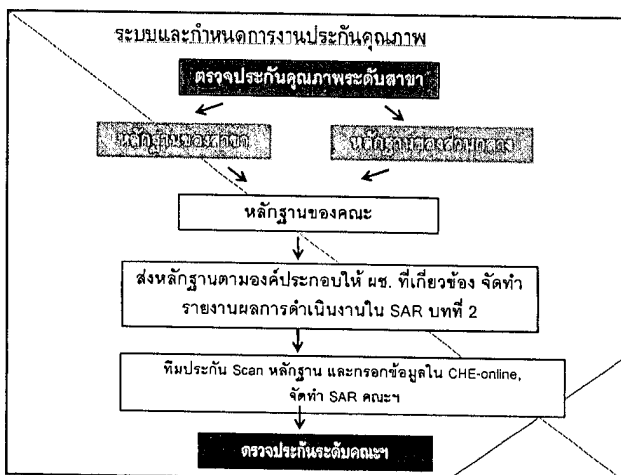 ระบบและกำหนดการงานประกันคุณภาพ
ตรวจประกันคุณภาพระดับสาขา
หลักฐานของสาขา
หลักฐานของส่วนกลาง
หลักฐานของคณะ
ส่งหลักฐานตามองค์ประกอบให้ ผช. ที่เกี่ยวข้อง จัดทำ
รายงานผลการดำเนินงานใน SAR บทที่ 2
ทีมประกัน Scan หลักฐาน และกรอกข้อมูลใน CHE-online,
จัดทำ SAR คณะฯ
ตรวจประกันระดับคณะฯ